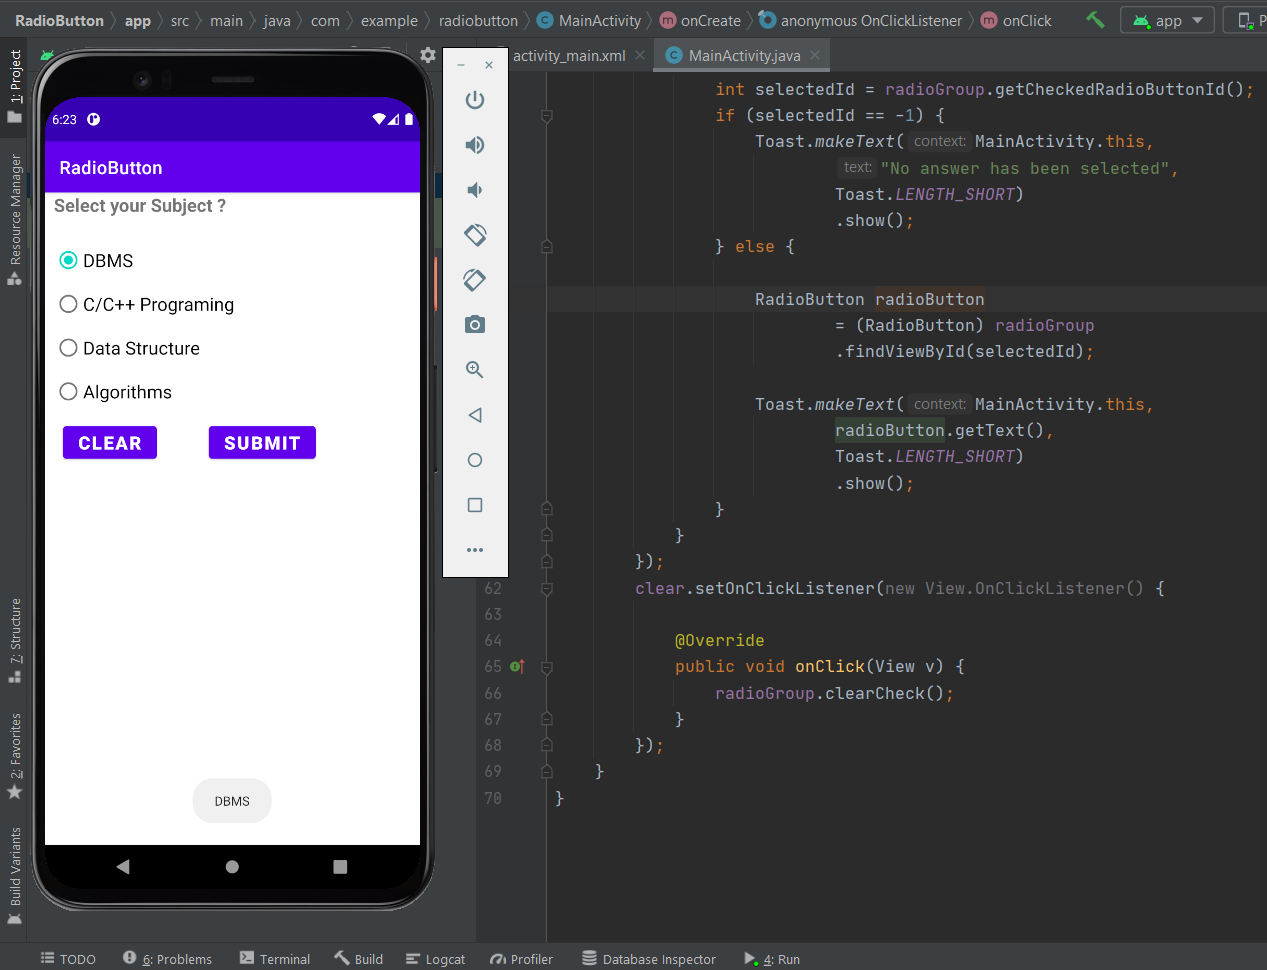 RadioButton app src main java com example radiobutton MainActivity onCreate anonymous OnClickListener onClick app P
activity_main.xml MainActivity.java
1: Project
Resource Manager
7: Structure
2: Favorites
Build Variants
6:23
RadioButton
Select your Subject ?
DBMS
C/C++ Programing
Data Structure
Algorithms
CLEAR SUBMIT
DBMS
int selectedId = radioGroup.getCheckedRadioButtonId();
if (selectedId == -1) {
Toast.makeText( context: MainActivity.this,
text: "No answer has been selected",
Toast.LENGTH_SHORT)
.show();
} else {
RadioButton radioButton
= (RadioButton) radioGroup
.findViewById(selectedId);
Toast.makeText( context: MainActivity.this,
radioButton.getText(),
Toast.LENGTH_SHORT)
.show();
}
}
});
62 clear.setOnClickListener(new View.OnClickListener() {
63
64 @Override
65 public void onClick(View v) {
66 radioGroup.clearCheck();
67 }
68 });
69 }
70 }
TODO 6: Problems Terminal Build Logcat Profiler Database Inspector 4: Run